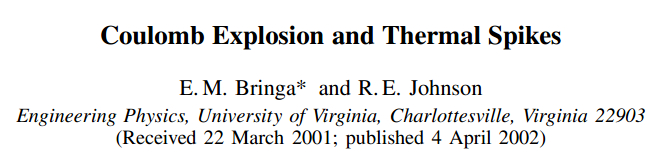 Coulomb Explosion and Thermal Spikes
E. M. Bringa* and R. E. Johnson
Engineering Physics, University of Virginia, Charlottesville, Virginia 22903
(Received 22 March 2001; published 4 April 2002)